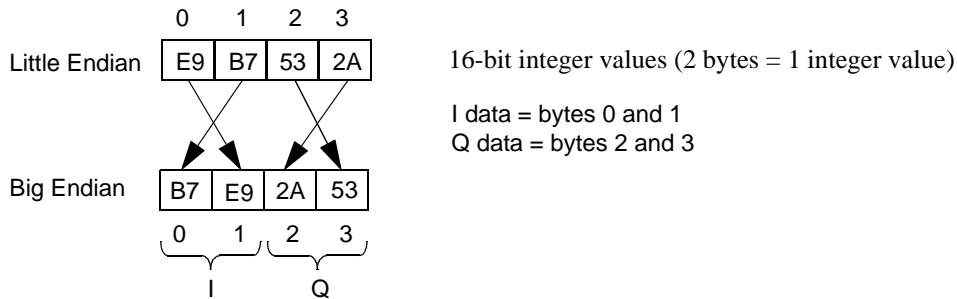 0 1 2 3
Little Endian E9 B7 53 2A
16-bit integer values (2 bytes = 1 integer value)
I data = bytes 0 and 1
Q data = bytes 2 and 3
Big Endian B7 E9 2A 53
0 1 2 3
I Q